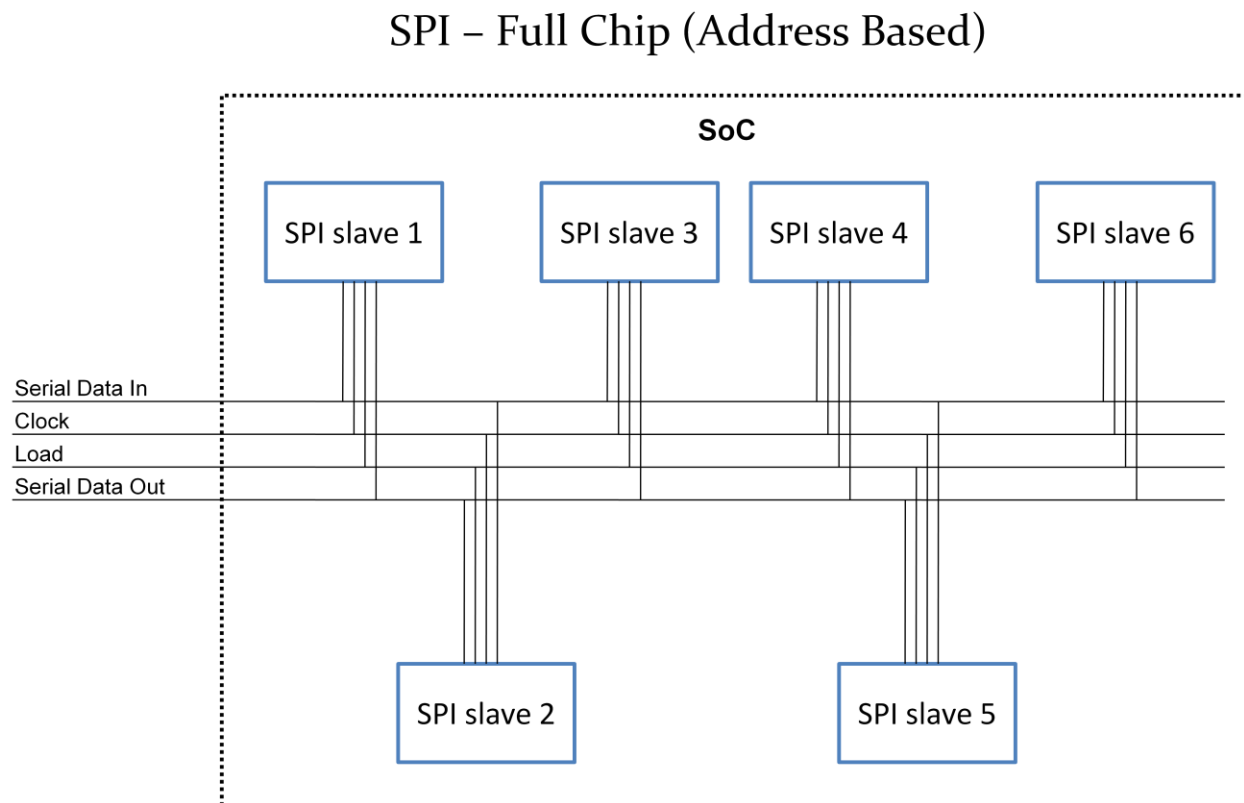 SPI – Full Chip (Address Based)
SoC
SPI slave 1
SPI slave 3
SPI slave 4
SPI slave 6
Serial Data In
Clock
Load
Serial Data Out
SPI slave 2
SPI slave 5